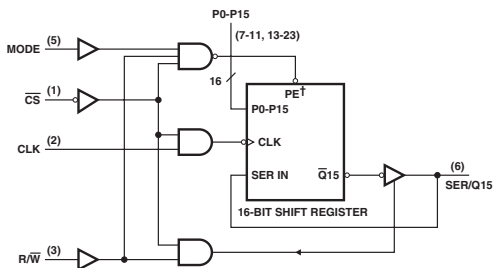 P0-P15
(7-11, 13-23)
MODE (5)
16
PE†
CS (1)
P0-P15
CLK (2)
CLK
SER IN
Q15
(6)
SER/Q15
16-BIT SHIFT REGISTER
R/W (3)